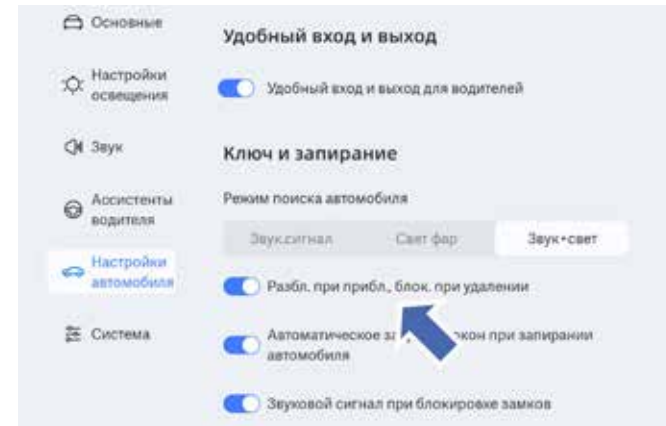 Основные
Настройки
освещения
Звук
Ассистенты
водителя
Настройки
автомобиля
Система
Удобный вход и выход
Удобный вход и выход для водителей
Ключ и запирание
Режим поиска автомобиля
Звук.сигнал Свет фар Звук+свет
Разбл. при прибл., блок. при удалении
Автоматическое окон при запирании
автомобиля
Звуковой сигнал при блокировке замков